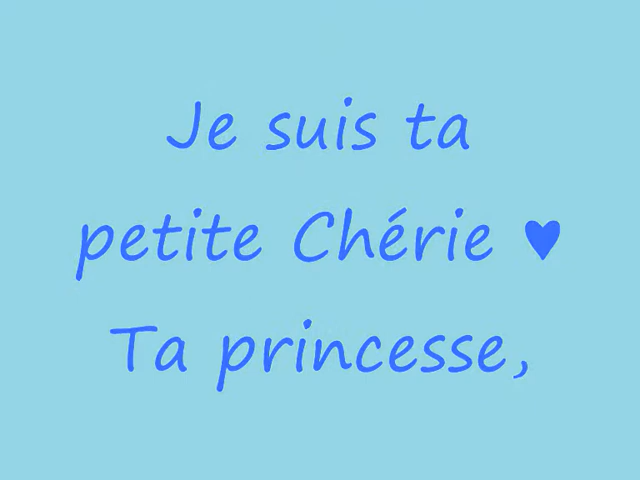 Je suis ta
petite Chérie ♥
Ta princesse,